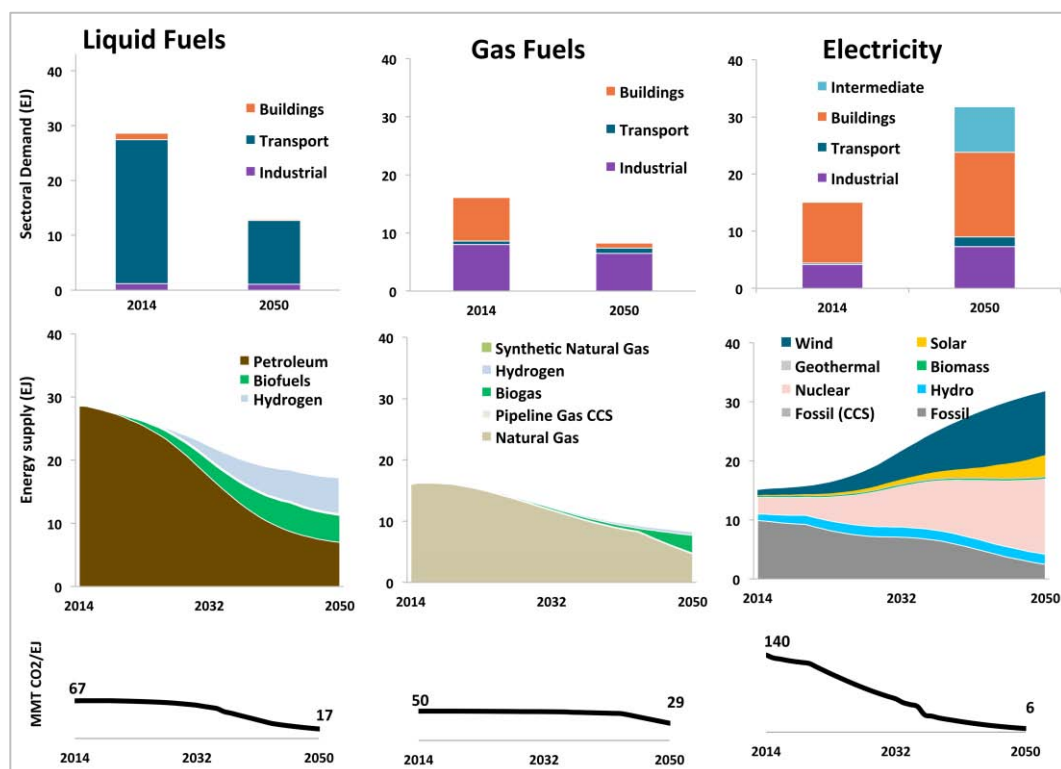 Liquid Fuels
Sectoral Demand (EJ)
40
30
20
10
0
Buildings
Transport
Industrial
2014
2050
Gas Fuels
40
30
20
10
0
Buildings
Transport
Industrial
2014
2050
Electricity
40
30
20
10
0
Intermediate
Buildings
Transport
Industrial
2014
2050
Energy supply (EJ)
40
30
20
10
0
Petroleum
Biofuels
Hydrogen
2014
2032
2050
40
30
20
10
0
Synthetic Natural Gas
Hydrogen
Biogas
Pipeline Gas CCS
Natural Gas
2014
2032
2050
40
30
20
10
0
Wind
Solar
Geothermal
Biomass
Nuclear
Hydro
Fossil (CCS)
Fossil
2014
2032
2050
MMT CO2/EJ
67
17
2014
2032
2050
50
29
2014
2032
2050
140
6
2014
2032
2050